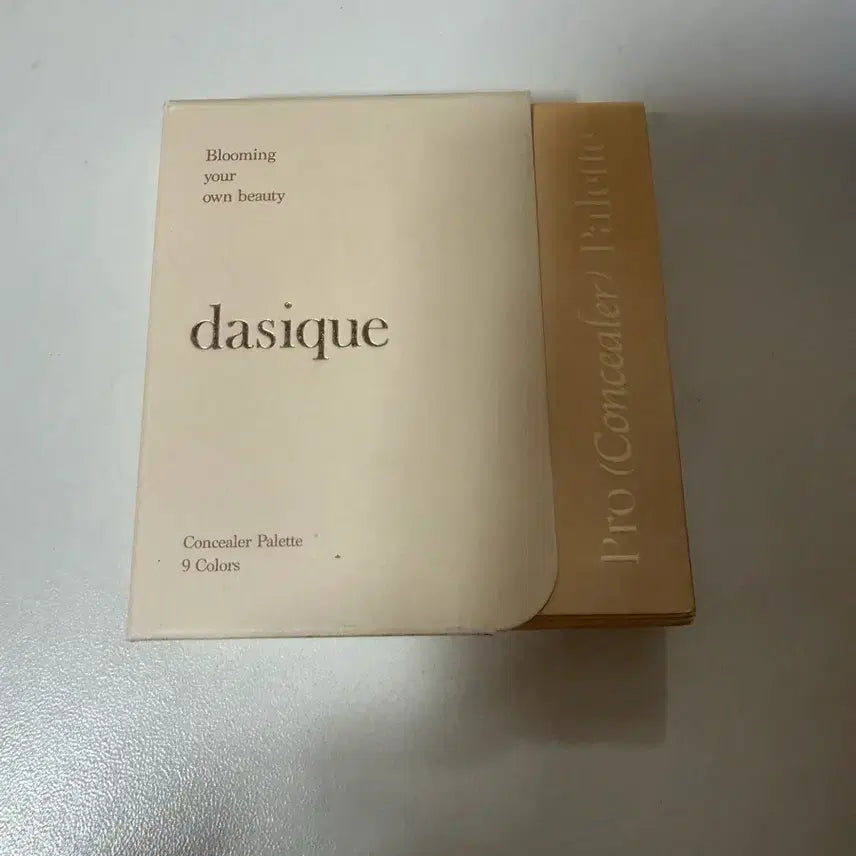 Blooming
your
own beauty
dasique
Concealer Palette
9 Colors
Pro (Concealer) Palette